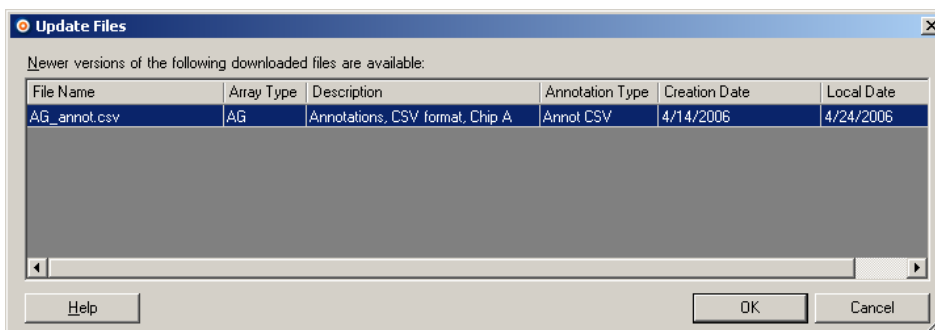 Update Files
Newer versions of the following downloaded files are available:
File Name Array Type Description Annotation Type Creation Date Local Date
AG_annot.csv AG Annotations, CSV format, Chip A Annot CSV 4/14/2006 4/24/2006
Help OK Cancel